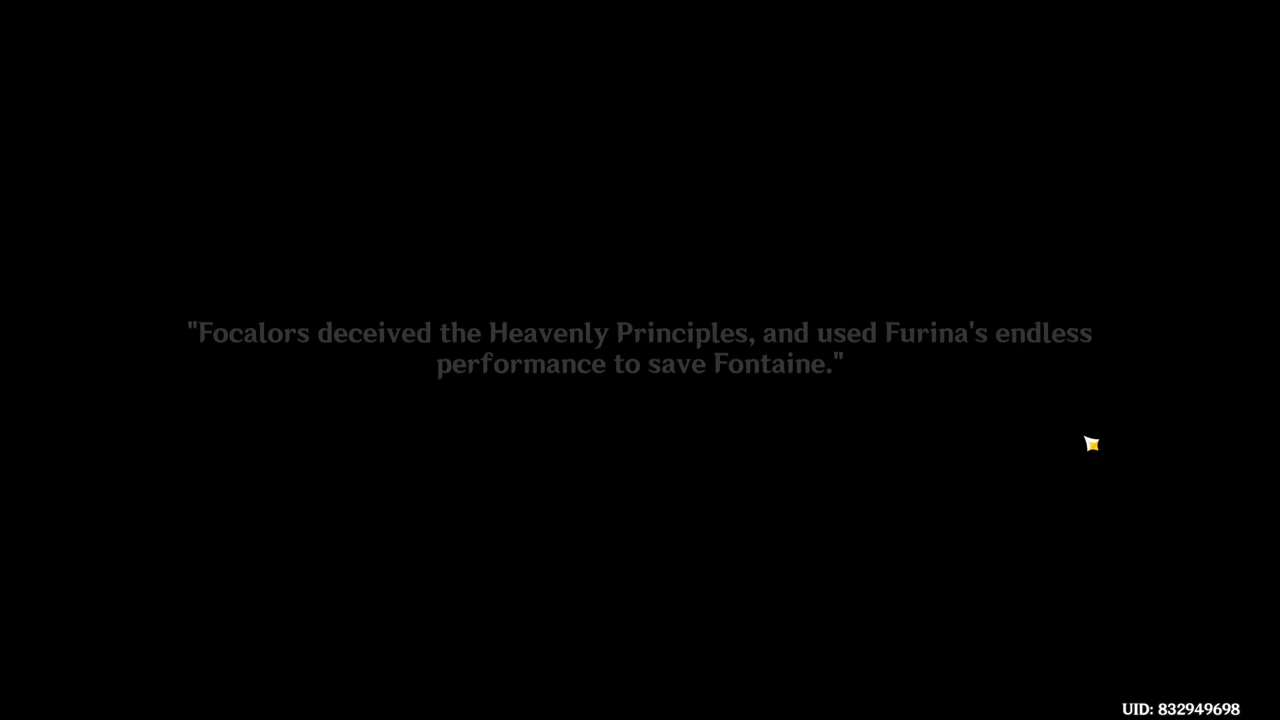 "Focalors deceived the Heavenly Principles, and used Furina's endless
performance to save Fontaine."
UID: 832949698